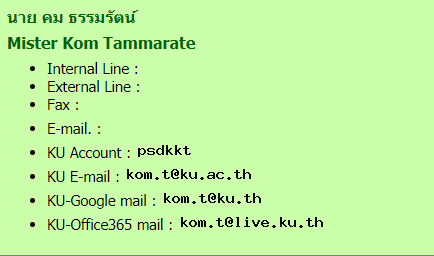 นาย คม ธรรมรัตน์
Mister Kom Tammarate
Internal Line :
External Line :
Fax :
E-mail. :
KU Account : psdkkt
KU E-mail : kom.t@ku.ac.th
KU-Google mail : kom.t@ku.th
KU-Office365 mail : kom.t@live.ku.th